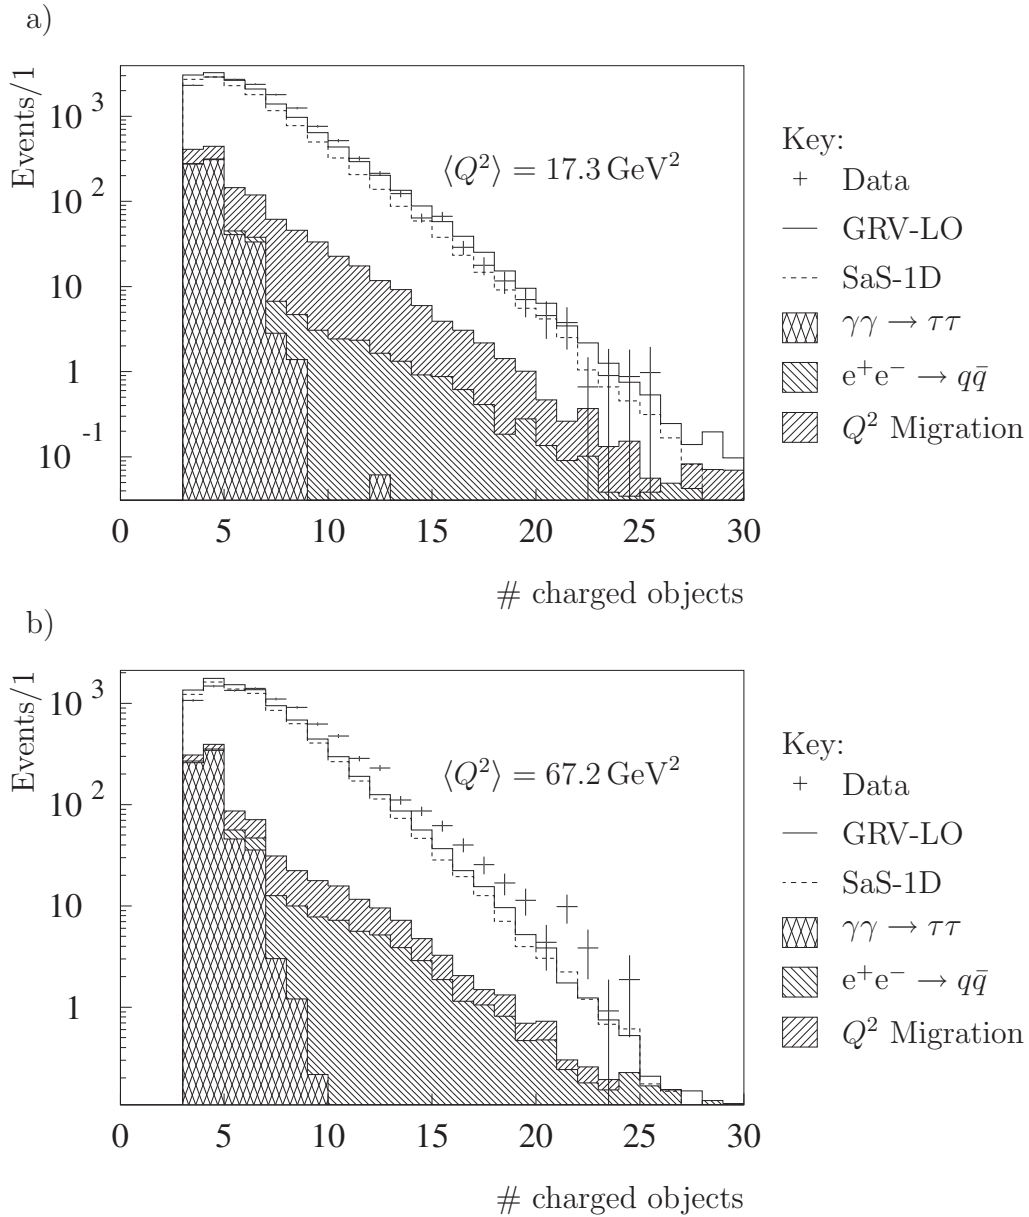 a)
Events/1
10 3
10 2
10
1
10 -1
0 5 10 15 20 25 30
# charged objects
⟨Q²⟩ = 17.3 GeV²
Key:
Data
GRV-LO
SaS-1D
γγ → ττ
e⁺e⁻ → qq̄
Q² Migration
b)
Events/1
10 3
10 2
10
1
0 5 10 15 20 25 30
# charged objects
⟨Q²⟩ = 67.2 GeV²
Key:
Data
GRV-LO
SaS-1D
γγ → ττ
e⁺e⁻ → qq̄
Q² Migration